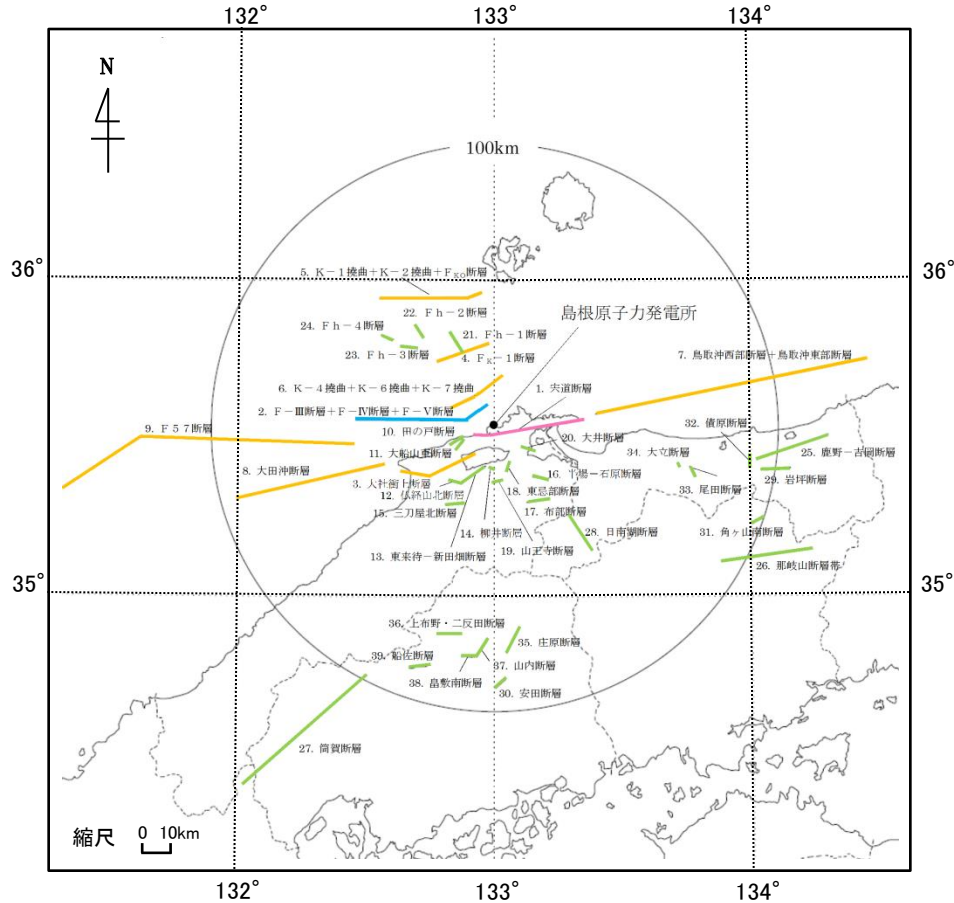 132°
133°
134°
N
100km
36°
36°
5. K－1撓曲＋K－2撓曲＋FKO断層
22. Fh－2断層
24. Fh－4断層
21. Fh－1断層
島根原子力発電所
23. Fh－3断層
4. FK－1断層
7. 鳥取沖西部断層＋鳥取沖東部断層
6. K－4撓曲＋K－6撓曲＋K－7撓曲
1. 宍道断層
2. F－Ⅲ断層＋F－Ⅳ断層＋F－Ⅴ断層
9. F57断層
10. 田の戸断層
20. 大井断層
32.
11. 大船山東断層
34. 大立断層
25. 鹿野－吉岡断層
8. 大田沖断層
3. 大社衝上断層
16.
29. 岩坪断層
12. 仏経山北断層
18. 東忌部断層
33. 尾田断層
15. 三刀屋北断層
17. 布部断層
14. 柳井断層
28. 日南湖断層
31. 角ヶ山南断層
13. 東来待－新田畑断層
19. 山王寺断層
26. 那岐山断層帯
35°
35°
36. 上布野・二反田断層
35. 庄原断層
39. 船佐断層
37. 山内断層
38. 畠敷南断層
30. 安田断層
27. 筒賀断層
縮尺 0 10km
132°
133°
134°